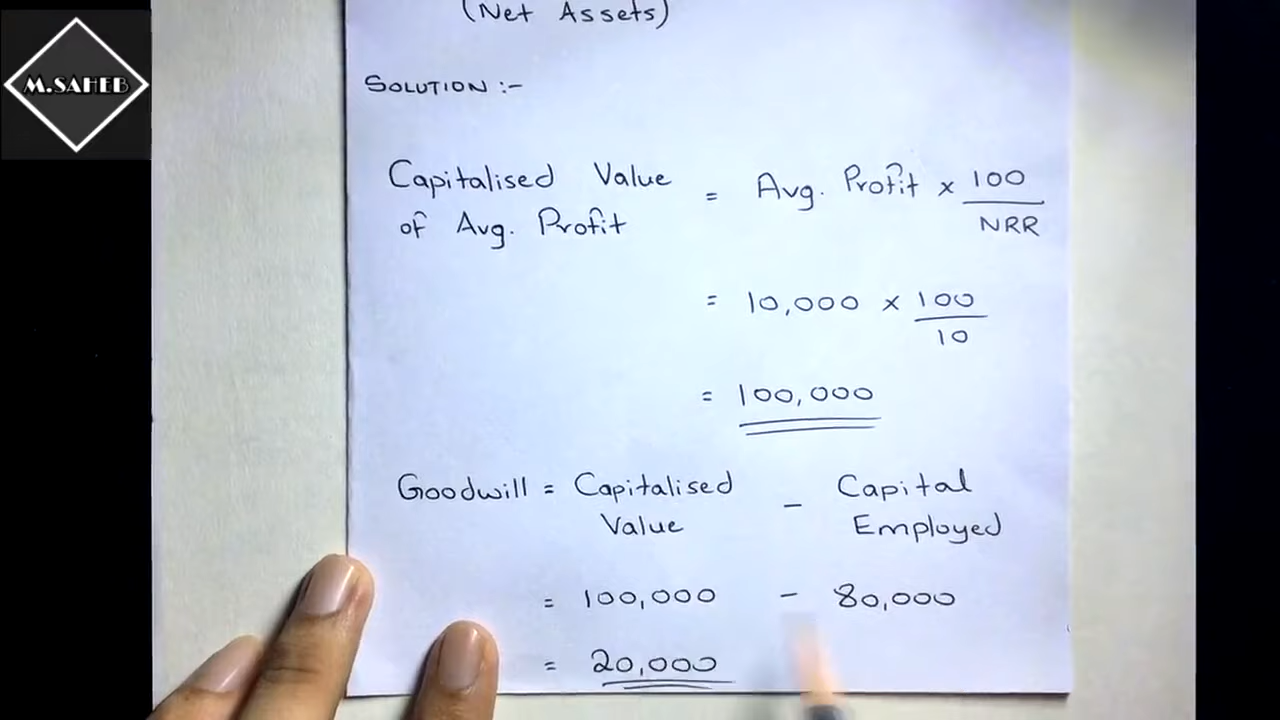 (Net Assets)
M.SAHEB
SOLUTION :-
Capitalised Value of Avg. Profit = Avg. Profit × 100/NRR
= 10,000 × 100/10
= 100,000
Goodwill = Capitalised Value - Capital Employed
= 100,000 - 80,000
= 20,000